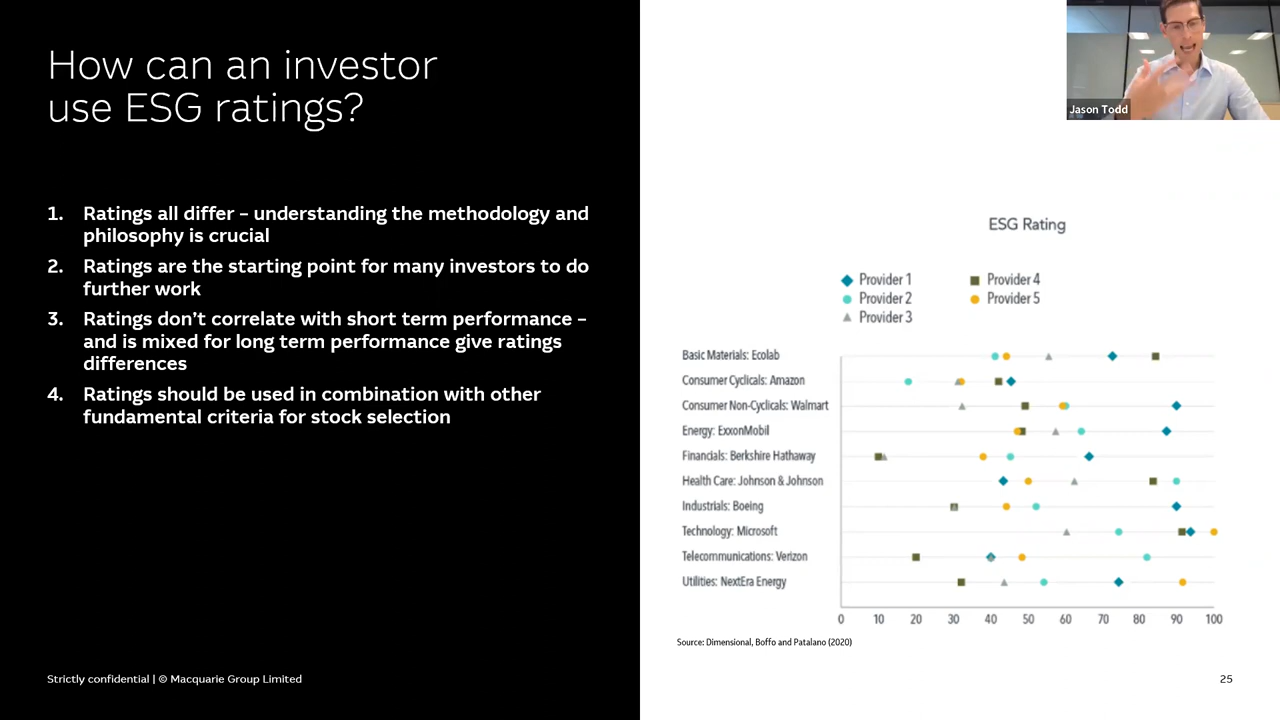 How can an investor
use ESG ratings?
1. Ratings all differ – understanding the methodology and
philosophy is crucial
2. Ratings are the starting point for many investors to do
further work
3. Ratings don’t correlate with short term performance –
and is mixed for long term performance give ratings
differences
4. Ratings should be used in combination with other
fundamental criteria for stock selection
Strictly confidential | © Macquarie Group Limited
Jason Todd
ESG Rating
Provider 1
Provider 2
Provider 3
Provider 4
Provider 5
Basic Materials: Ecolab
Consumer Cyclicals: Amazon
Consumer Non-Cyclicals: Walmart
Energy: ExxonMobil
Financials: Berkshire Hathaway
Health Care: Johnson & Johnson
Industrials: Boeing
Technology: Microsoft
Telecommunications: Verizon
Utilities: NextEra Energy
0 10 20 30 40 50 60 70 80 90 100
Source: Dimensional, Boffo and Patalano (2020)
25